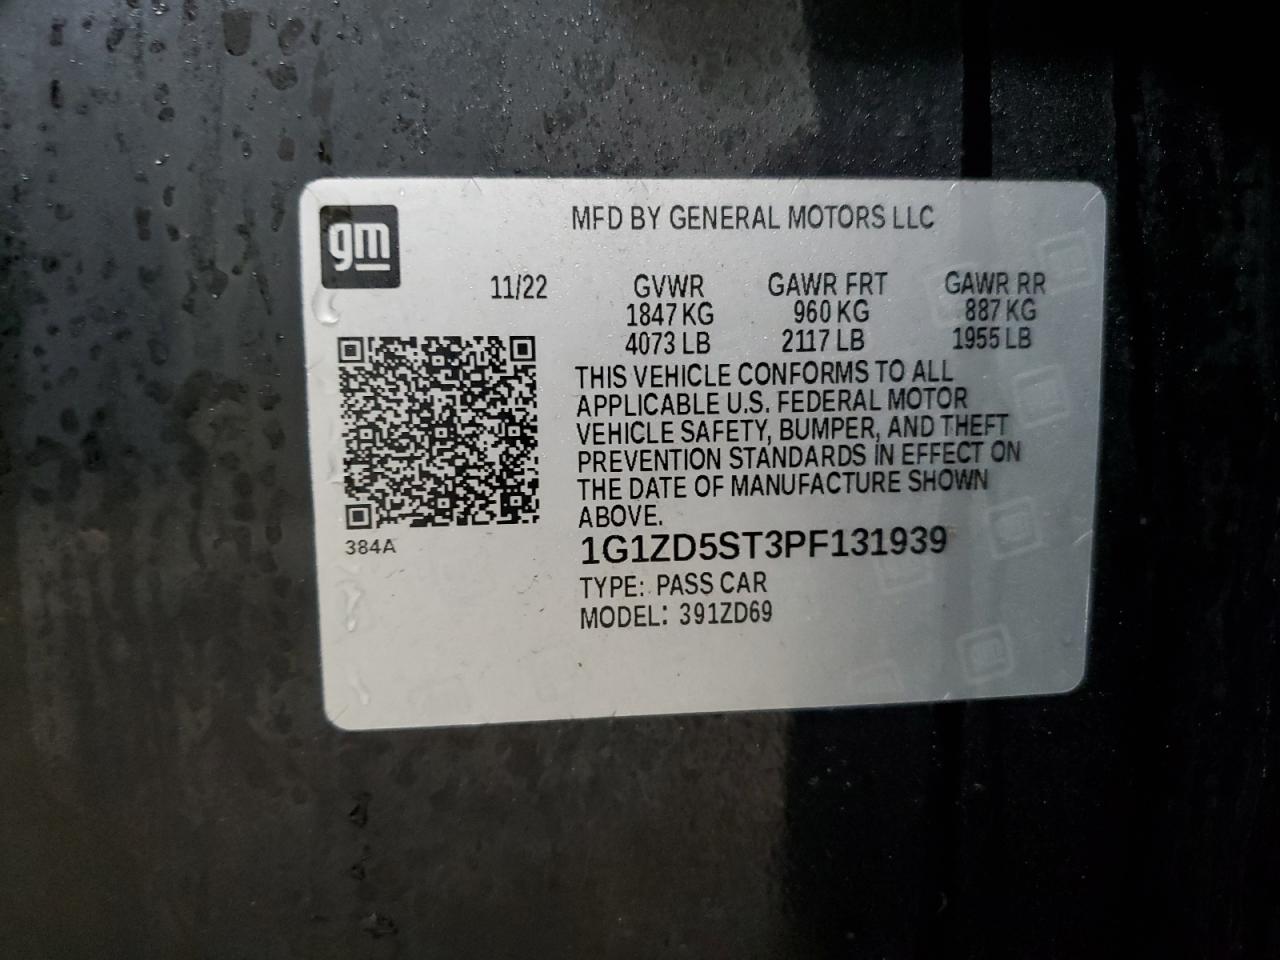 gm
MFD BY GENERAL MOTORS LLC
11/22 GVWR GAWR FRT GAWR RR
1847 KG 960 KG 887 KG
4073 LB 2117 LB 1955 LB
THIS VEHICLE CONFORMS TO ALL
APPLICABLE U.S. FEDERAL MOTOR
VEHICLE SAFETY, BUMPER, AND THEFT
PREVENTION STANDARDS IN EFFECT ON
THE DATE OF MANUFACTURE SHOWN
ABOVE.
384A
1G1ZD5ST3PF131939
TYPE: PASS CAR
MODEL: 391ZD69